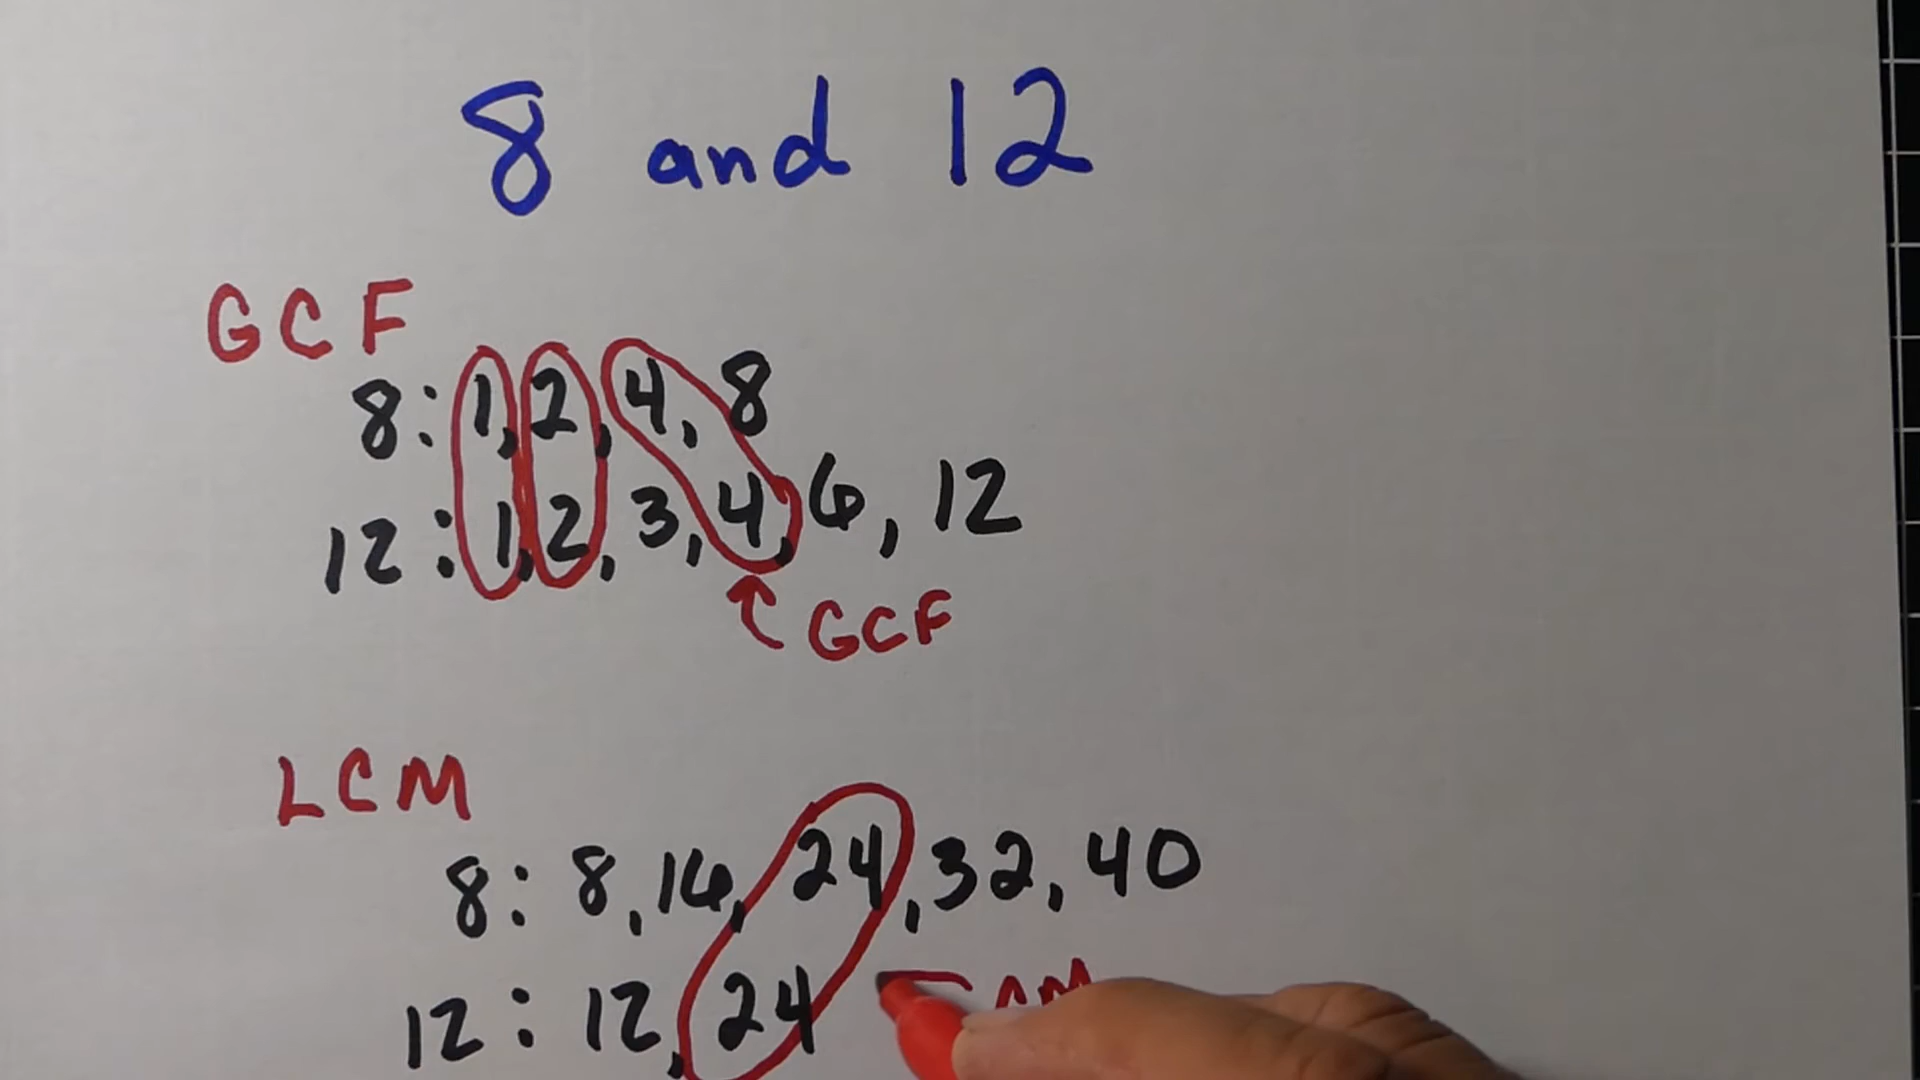 8 and 12
GCF
8: 1, 2, 4, 8
12: 1, 2, 3, 4, 6, 12
GCF
LCM
8: 8, 16, 24, 32, 40
12: 12, 24